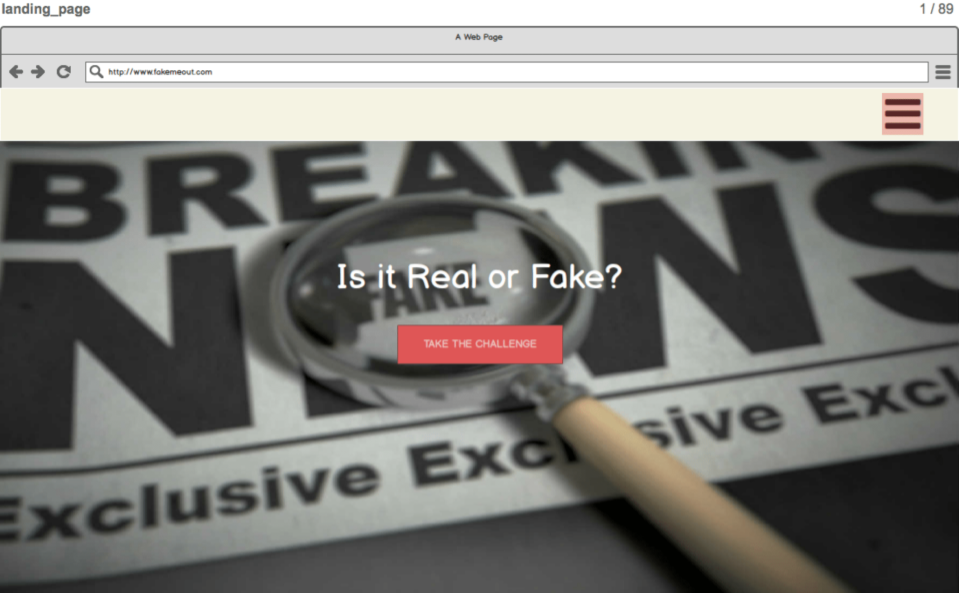 landing_page
1 / 89
A Web Page
http://www.fakemeout.com
BREAKING
NEWS
FAKE
Is it Real or Fake?
TAKE THE CHALLENGE
Exclusive Exclusive Excl